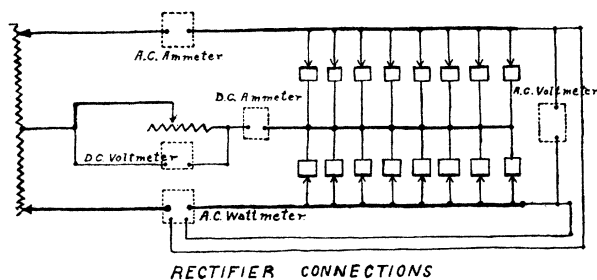 A.C. Ammeter
D.C. Ammeter
A.C. Voltmeter
D.C. Voltmeter
A.C. Wattmeter
RECTIFIER CONNECTIONS